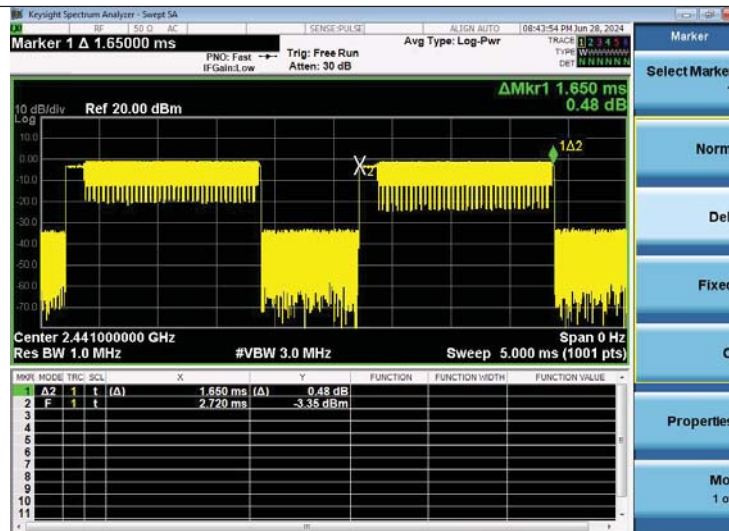 Keysight Spectrum Analyzer - Swept SA
RF 50 Ω AC SENSE:PULSE ALIGN AUTO 08:43:54 PM Jun 28, 2024
Marker 1 Δ 1.65000 ms
PNO: Fast
IFGain:Low
Trig: Free Run
Atten: 30 dB
Avg Type: Log-Pwr
TRACE 1 2 3 4 5 6
TYPE
DET N N N N N N
ΔMkr1 1.650 ms
0.48 dB
10 dB/div Ref 20.00 dBm
Log
10.0
0.00
-10.0
-20.0
-30.0
-40.0
-50.0
-60.0
-70.0
X2
1Δ2
Center 2.441000000 GHz Span 0 Hz
Res BW 1.0 MHz #VBW 3.0 MHz Sweep 5.000 ms (1001 pts)
MKR MODE TRC SCL X Y FUNCTION FUNCTION WIDTH FUNCTION VALUE
1 Δ2 1 t (Δ) 1.650 ms (Δ) 0.48 dB
2 F 1 t 2.720 ms -3.35 dBm
3
4
5
6
7
8
9
10
11
Marker
Select Marke
Norm
Del
Fixed
Properties
Mo
1 o